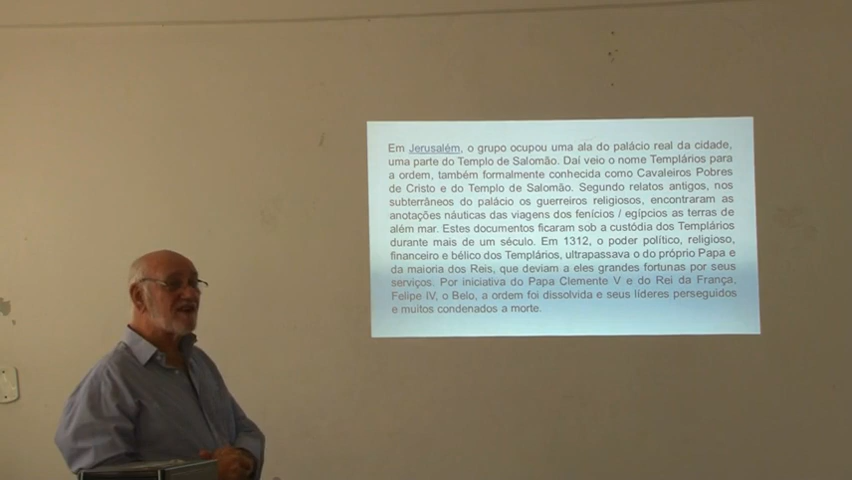 Em Jerusalém, o grupo ocupou uma ala do palácio real da cidade,
uma parte do Templo de Salomão. Daí veio o nome Templários para
a ordem, também formalmente conhecida como Cavaleiros Pobres
de Cristo e do Templo de Salomão. Segundo relatos antigos, nos
subterrâneos do palácio os guerreiros religiosos, encontraram as
anotações náuticas das viagens dos fenícios / egípcios as terras de
além mar. Estes documentos ficaram sob a custódia dos Templários
durante mais de um século. Em 1312, o poder político, religioso,
financeiro e bélico dos Templários, ultrapassava o do próprio Papa e
da maioria dos Reis, que deviam a eles grandes fortunas por seus
serviços. Por iniciativa do Papa Clemente V e do Rei da França,
Felipe IV, o Belo, a ordem foi dissolvida e seus líderes perseguidos
e muitos condenados a morte.